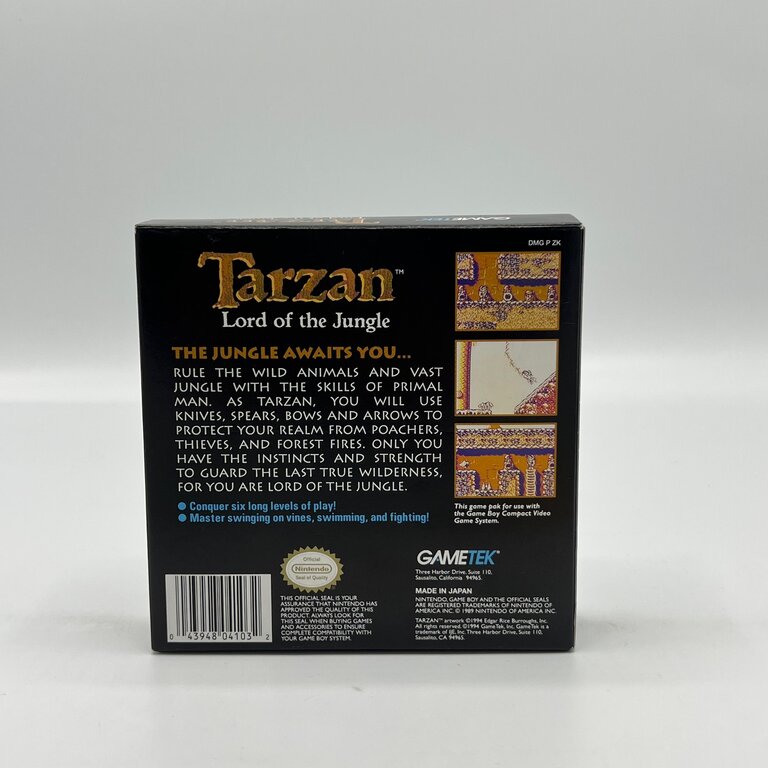 GAMETEK
DMG P ZK
Tarzan™
Lord of the Jungle
THE JUNGLE AWAITS YOU...
RULE THE WILD ANIMALS AND VAST
JUNGLE WITH THE SKILLS OF PRIMAL
MAN. AS TARZAN, YOU WILL USE
KNIVES, SPEARS, BOWS AND ARROWS TO
PROTECT YOUR REALM FROM POACHERS,
THIEVES, AND FOREST FIRES. ONLY YOU
HAVE THE INSTINCTS AND STRENGTH
TO GUARD THE LAST TRUE WILDERNESS,
FOR YOU ARE LORD OF THE JUNGLE.
● Conquer six long levels of play!
● Master swinging on vines, swimming, and fighting!
This game pak for use with
the Game Boy Compact Video
Game System.
Official
Nintendo
Seal of Quality
THIS OFFICIAL SEAL IS YOUR
ASSURANCE THAT NINTENDO HAS
APPROVED THE QUALITY OF THIS
PRODUCT. ALWAYS LOOK FOR
THIS SEAL WHEN BUYING GAMES
AND ACCESSORIES TO ENSURE
COMPLETE COMPATIBILITY WITH
YOUR GAME BOY SYSTEM.
0 43948 04103 2
GAMETEK™
Three Harbor Drive, Suite 110,
Sausalito, California 94965.
MADE IN JAPAN
NINTENDO, GAME BOY AND THE OFFICIAL SEALS
ARE REGISTERED TRADEMARKS OF NINTENDO OF
AMERICA INC. © 1989 NINTENDO OF AMERICA INC.
TARZAN™ artwork ©1994 Edgar Rice Burroughs, Inc.
All rights reserved. ©1994 GameTek, Inc. GameTek is a
trademark of IJE, Inc. Three Harbor Drive, Suite 110,
Sausalito, CA 94965.